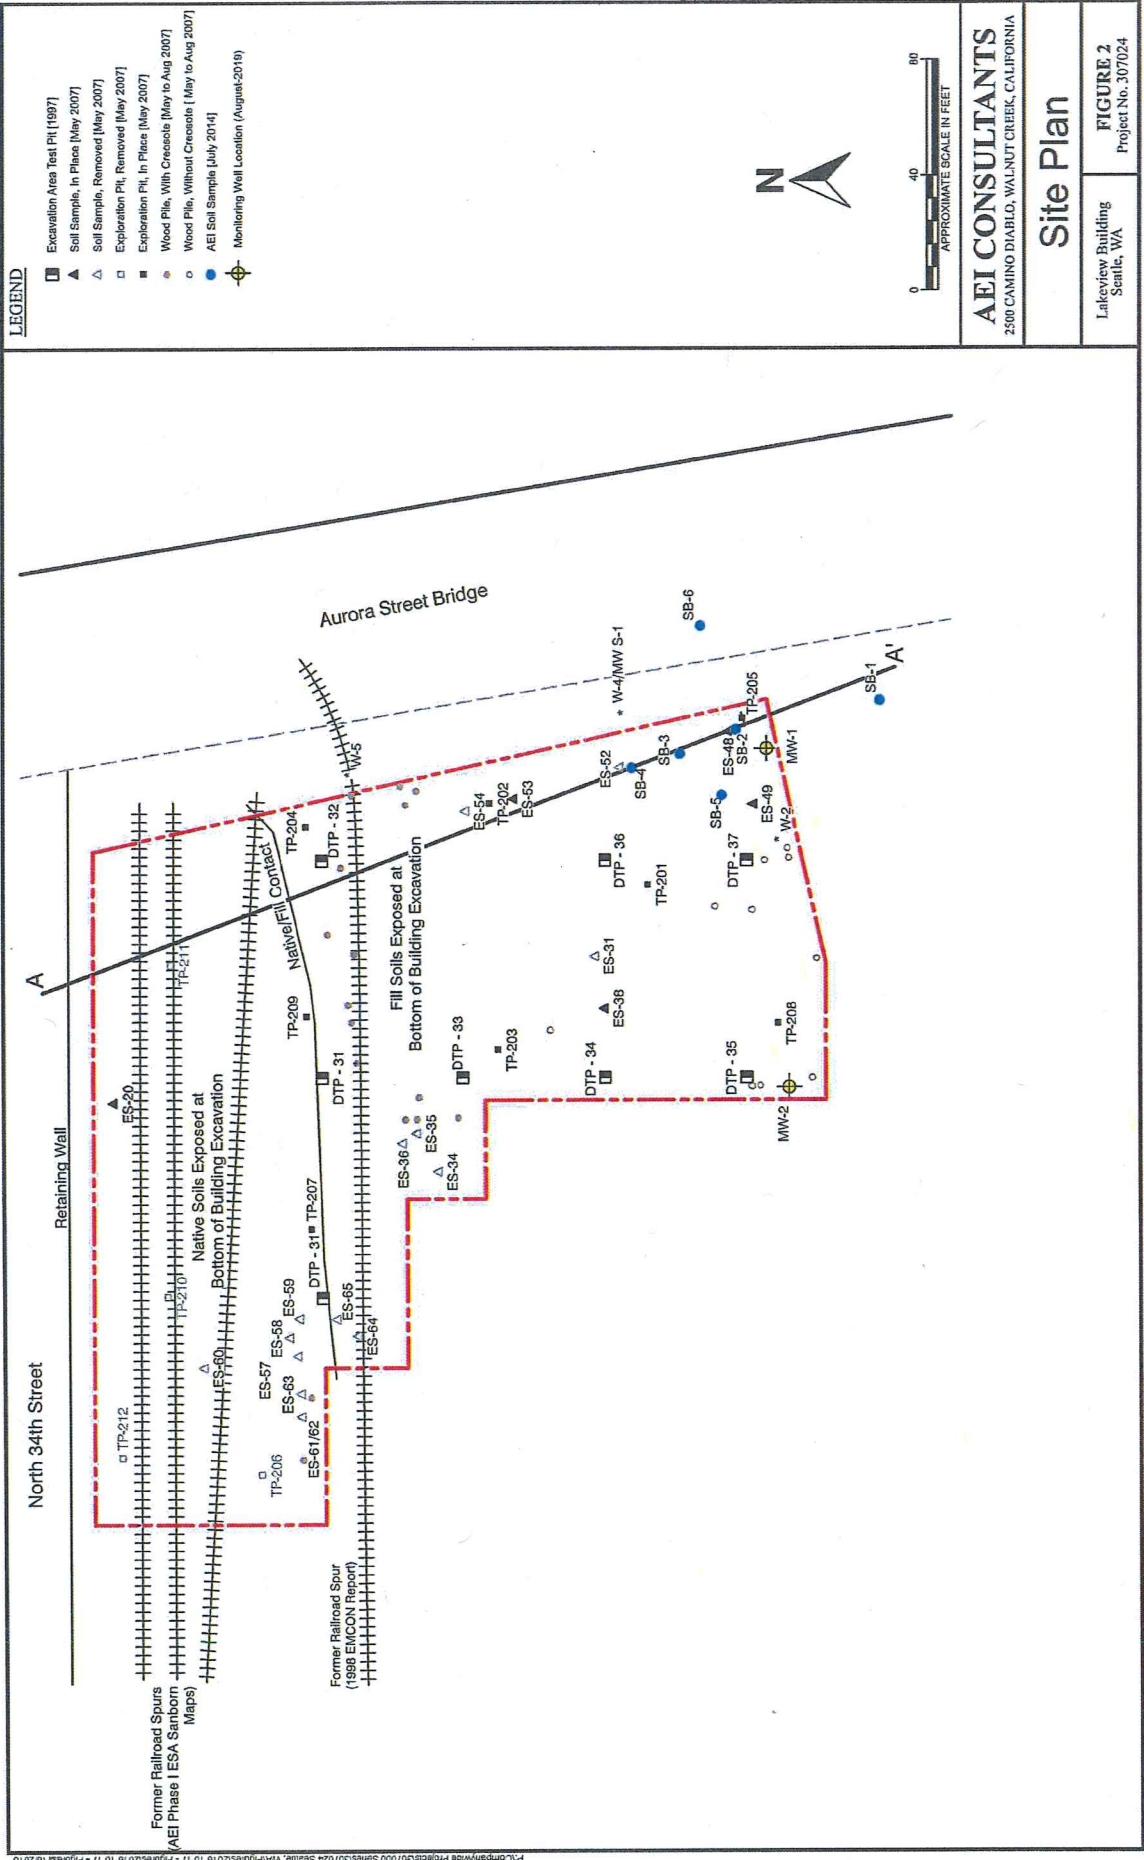 LEGEND
Excavation Area Test Pit [1997]
Soil Sample, In Place [May 2007]
Soil Sample, Removed [May 2007]
Exploration Pit, Removed [May 2007]
Exploration Pit, In Place [May 2007]
Wood Pile, With Creosote [May to Aug 2007]
Wood Pile, Without Creosote [ May to Aug 2007]
AEI Soil Sample [July 2014]
Monitoring Well Location (August-2019)
N
0
40
80
APPROXIMATE SCALE IN FEET
AEI CONSULTANTS
2500 CAMINO DIABLO, WALNUT CREEK, CALIFORNIA
Site Plan
Lakeview Building
Seatle, WA
FIGURE 2
Project No. 307024
North 34th Street
Retaining Wall
A
Aurora Street Bridge
Former Railroad Spurs
(AEI Phase I ESA Sanborn
Maps)
Former Railroad Spur
(1998 EMCON Report)
Native Soils Exposed at
Bottom of Building Excavation
Native/Fill Contact
Fill Soils Exposed at
Bottom of Building Excavation
TP-212
ES-20
TP-211
TP-210
ES-60
TP-206
ES-57
ES-58
ES-59
ES-63
ES-61/62
DTP - 31
TP-207
ES-65
ES-64
DTP - 31
TP-209
TP-204
DTP - 32
W-5
ES-36
ES-35
ES-34
DTP - 33
TP-203
ES-54
TP-202
ES-53
DTP - 34
ES-38
ES-31
DTP - 36
TP-201
ES-52
SB-4
SB-3
W-4/MW S-1
SB-6
DTP - 35
TP-208
MW-2
DTP - 37
SB-5
ES-49
W-2
ES-48
SB-2
TP-205
MW-1
SB-1
A'